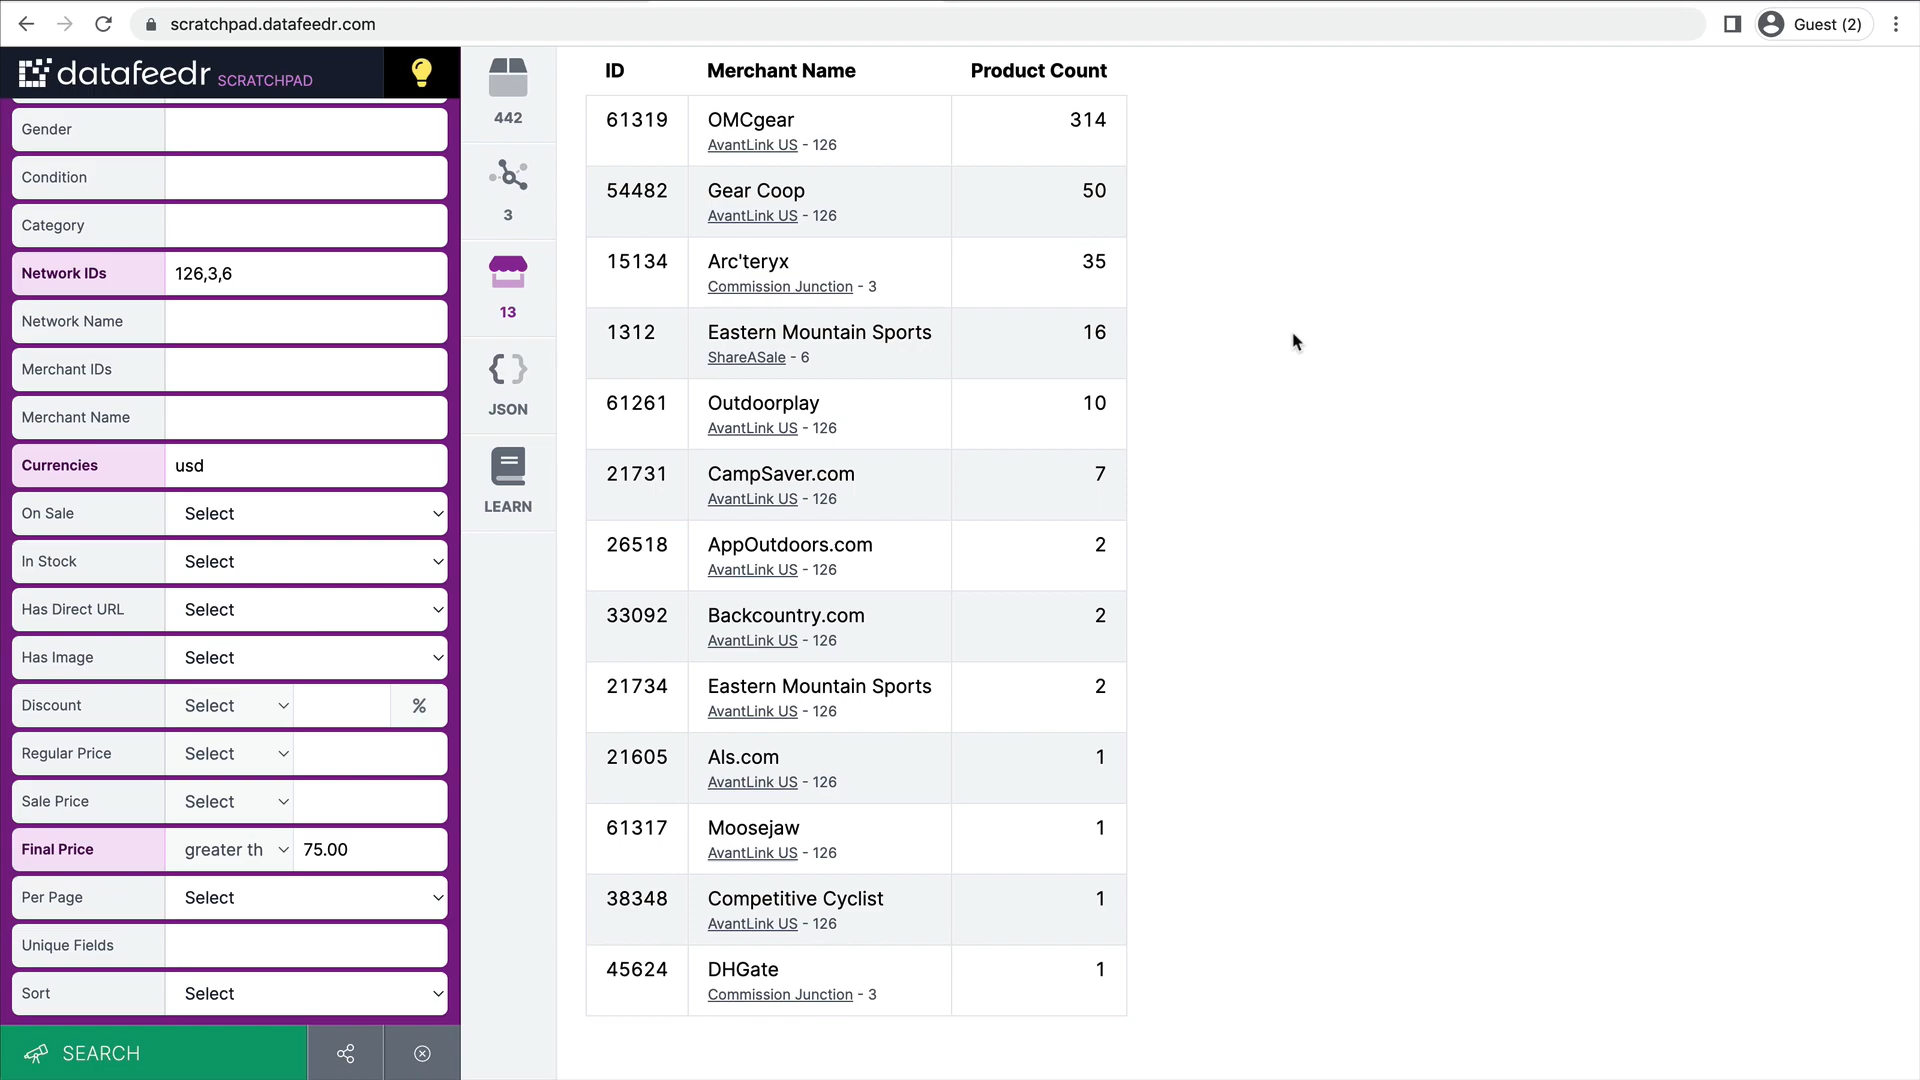 scratchpad.datafeedr.com
Guest (2)
datafeedr SCRATCHPAD
Gender
Condition
Category
Network IDs 126,3,6
Network Name
Merchant IDs
Merchant Name
Currencies usd
On Sale Select
In Stock Select
Has Direct URL Select
Has Image Select
Discount Select %
Regular Price Select
Sale Price Select
Final Price greater th 75.00
Per Page Select
Unique Fields
Sort Select
SEARCH
442
3
13
JSON
LEARN
ID Merchant Name Product Count
61319 OMCgear 314
AvantLink US - 126
54482 Gear Coop 50
AvantLink US - 126
15134 Arc'teryx 35
Commission Junction - 3
1312 Eastern Mountain Sports 16
ShareASale - 6
61261 Outdoorplay 10
AvantLink US - 126
21731 CampSaver.com 7
AvantLink US - 126
26518 AppOutdoors.com 2
AvantLink US - 126
33092 Backcountry.com 2
AvantLink US - 126
21734 Eastern Mountain Sports 2
AvantLink US - 126
21605 Als.com 1
AvantLink US - 126
61317 Moosejaw 1
AvantLink US - 126
38348 Competitive Cyclist 1
AvantLink US - 126
45624 DHGate 1
Commission Junction - 3